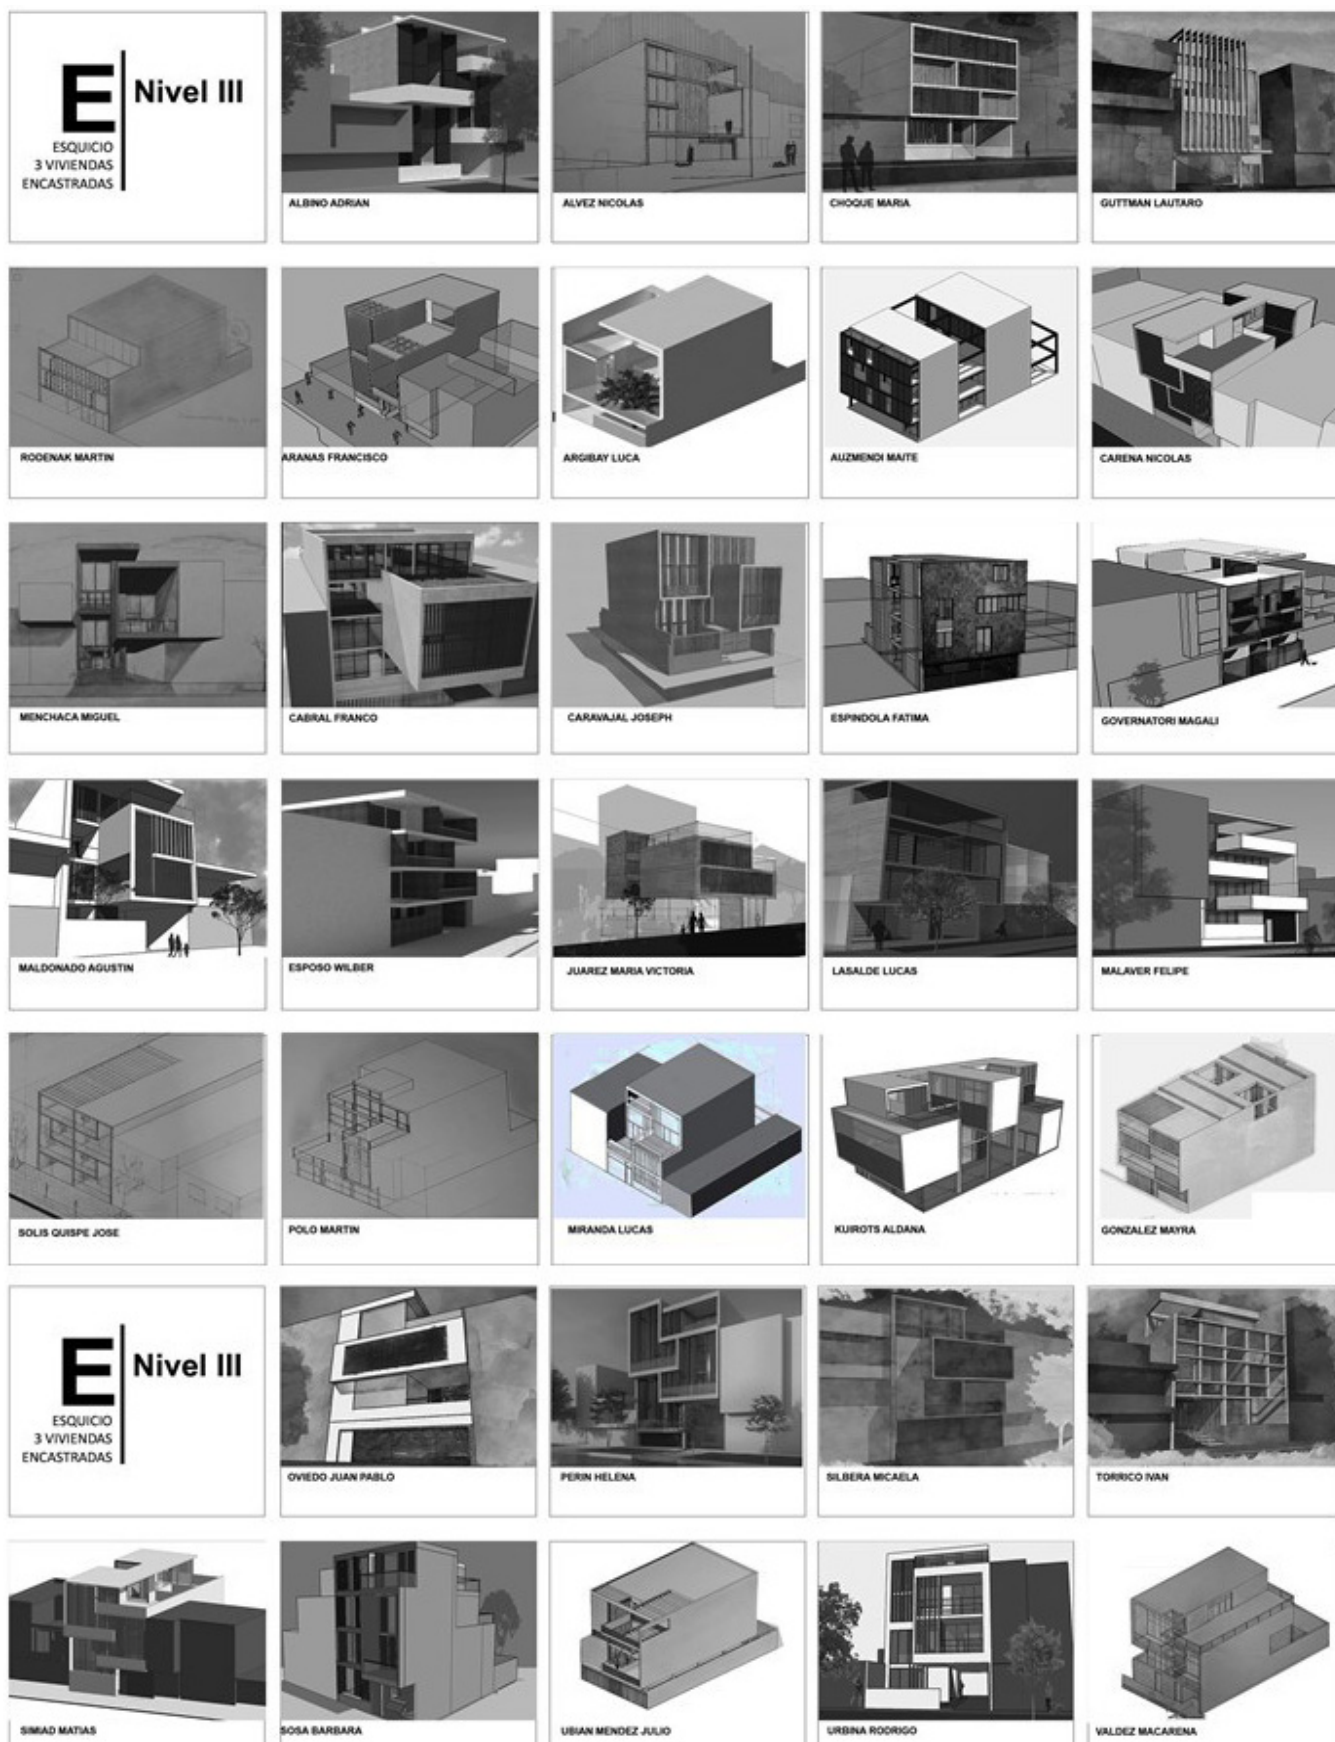 E
Nivel III
ESQUICIO
3 VIVIENDAS
ENCASTRADAS
ALBINO ADRIAN
ALVEZ NICOLAS
CHOQUE MARIA
GUTTMAN LAUTARO
RODENAK MARTIN
ARANAS FRANCISCO
ARGIBAY LUCA
AUZMENDI MAITE
CARENA NICOLAS
MENCHACA MIGUEL
CABRAL FRANCO
CARAVAJAL JOSEPH
ESPINDOLA FATIMA
GOVERNATORI MAGALI
MALDONADO AGUSTIN
ESPOSO WILBER
JUAREZ MARIA VICTORIA
LASALDE LUCAS
MALAVER FELIPE
SOLIS QUISPE JOSE
POLO MARTIN
MIRANDA LUCAS
KUIROTS ALDANA
GONZALEZ MAYRA
E
Nivel III
ESQUICIO
3 VIVIENDAS
ENCASTRADAS
OVIEDO JUAN PABLO
PERIN HELENA
SILBERA MICAELA
TORRICO IVAN
SIMIAD MATIAS
SOSA BARBARA
UBIAN MENDEZ JULIO
URBINA RODRIGO
VALDEZ MACARENA